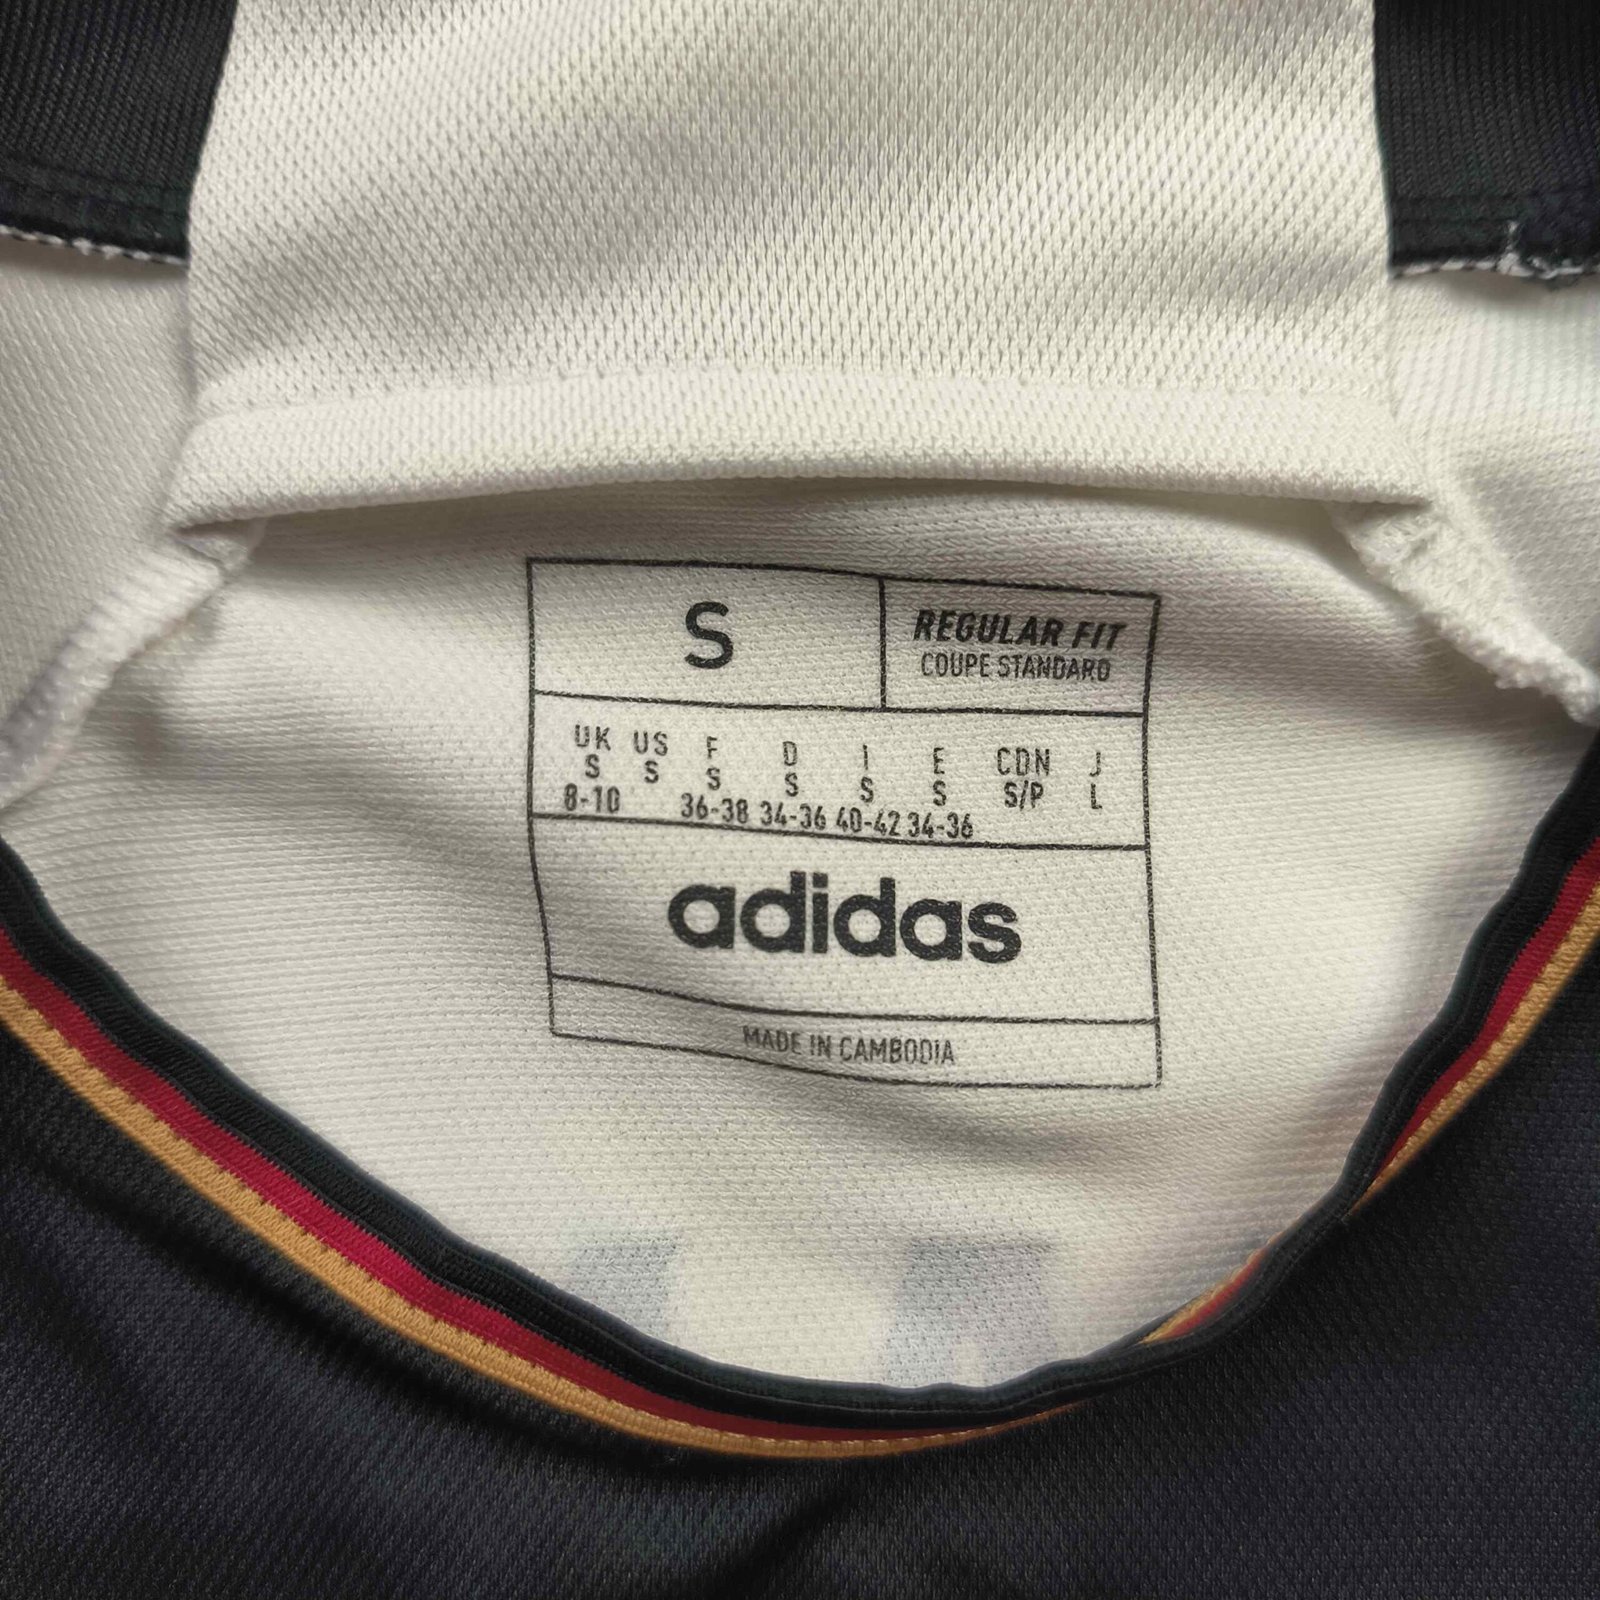 S
REGULAR FIT
COUPE STANDARD
UK US F D I E CDN J
S S S S S S S/P L
8-10 36-38 34-36 40-42 34-36
adidas
MADE IN CAMBODIA